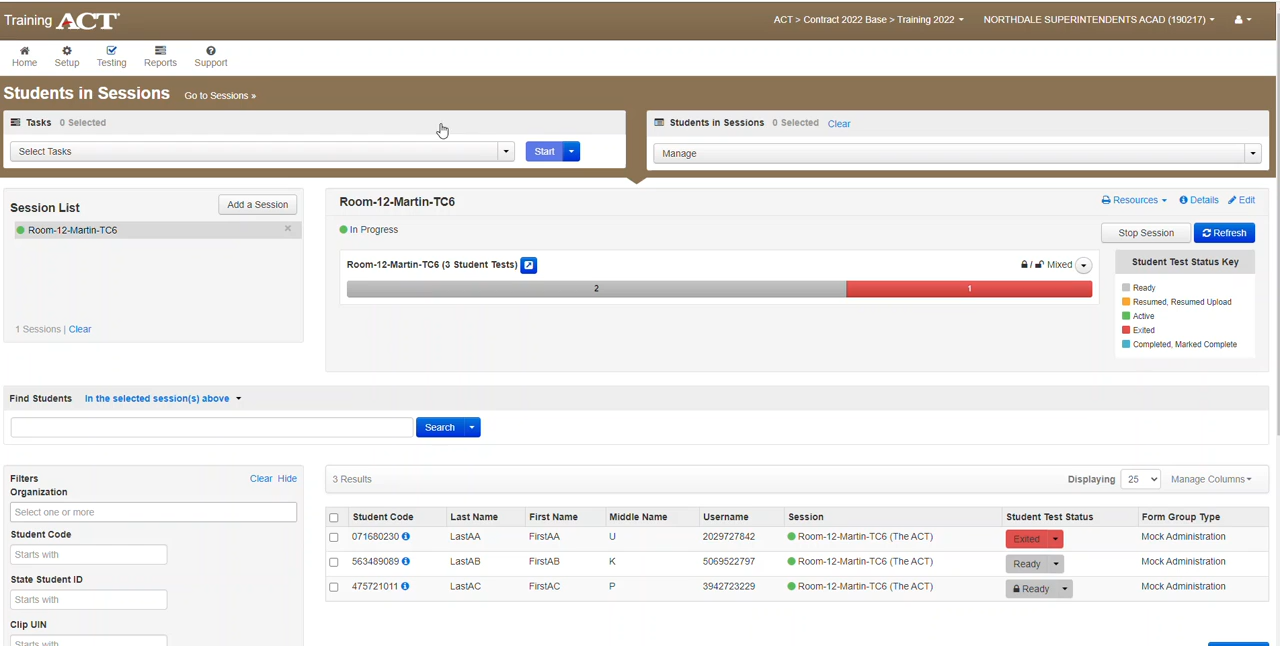 Training ACT
ACT > Contract 2022 Base > Training 2022
NORTHDALE SUPERINTENDENTS ACAD (190217)
Home
Setup
Testing
Reports
Support
Students in Sessions
Go to Sessions »
Tasks 0 Selected
Select Tasks
Start
Students in Sessions 0 Selected Clear
Manage
Session List
Add a Session
Room-12-Martin-TC6
1 Sessions | Clear
Room-12-Martin-TC6
Resources
Details
Edit
In Progress
Stop Session
Refresh
Room-12-Martin-TC6 (3 Student Tests)
/ Mixed
2
1
Student Test Status Key
Ready
Resumed, Resumed Upload
Active
Exited
Completed, Marked Complete
Find Students In the selected session(s) above
Search
Filters
Clear Hide
Organization
Select one or more
Student Code
Starts with
State Student ID
Starts with
Clip UIN
Starts with
3 Results
Displaying 25
Manage Columns
Student Code Last Name First Name Middle Name Username Session Student Test Status Form Group Type
071680230 LastAA FirstAA U 2029727842 Room-12-Martin-TC6 (The ACT) Exited Mock Administration
563489089 LastAB FirstAB K 5069522797 Room-12-Martin-TC6 (The ACT) Ready Mock Administration
475721011 LastAC FirstAC P 3942723229 Room-12-Martin-TC6 (The ACT) Ready Mock Administration